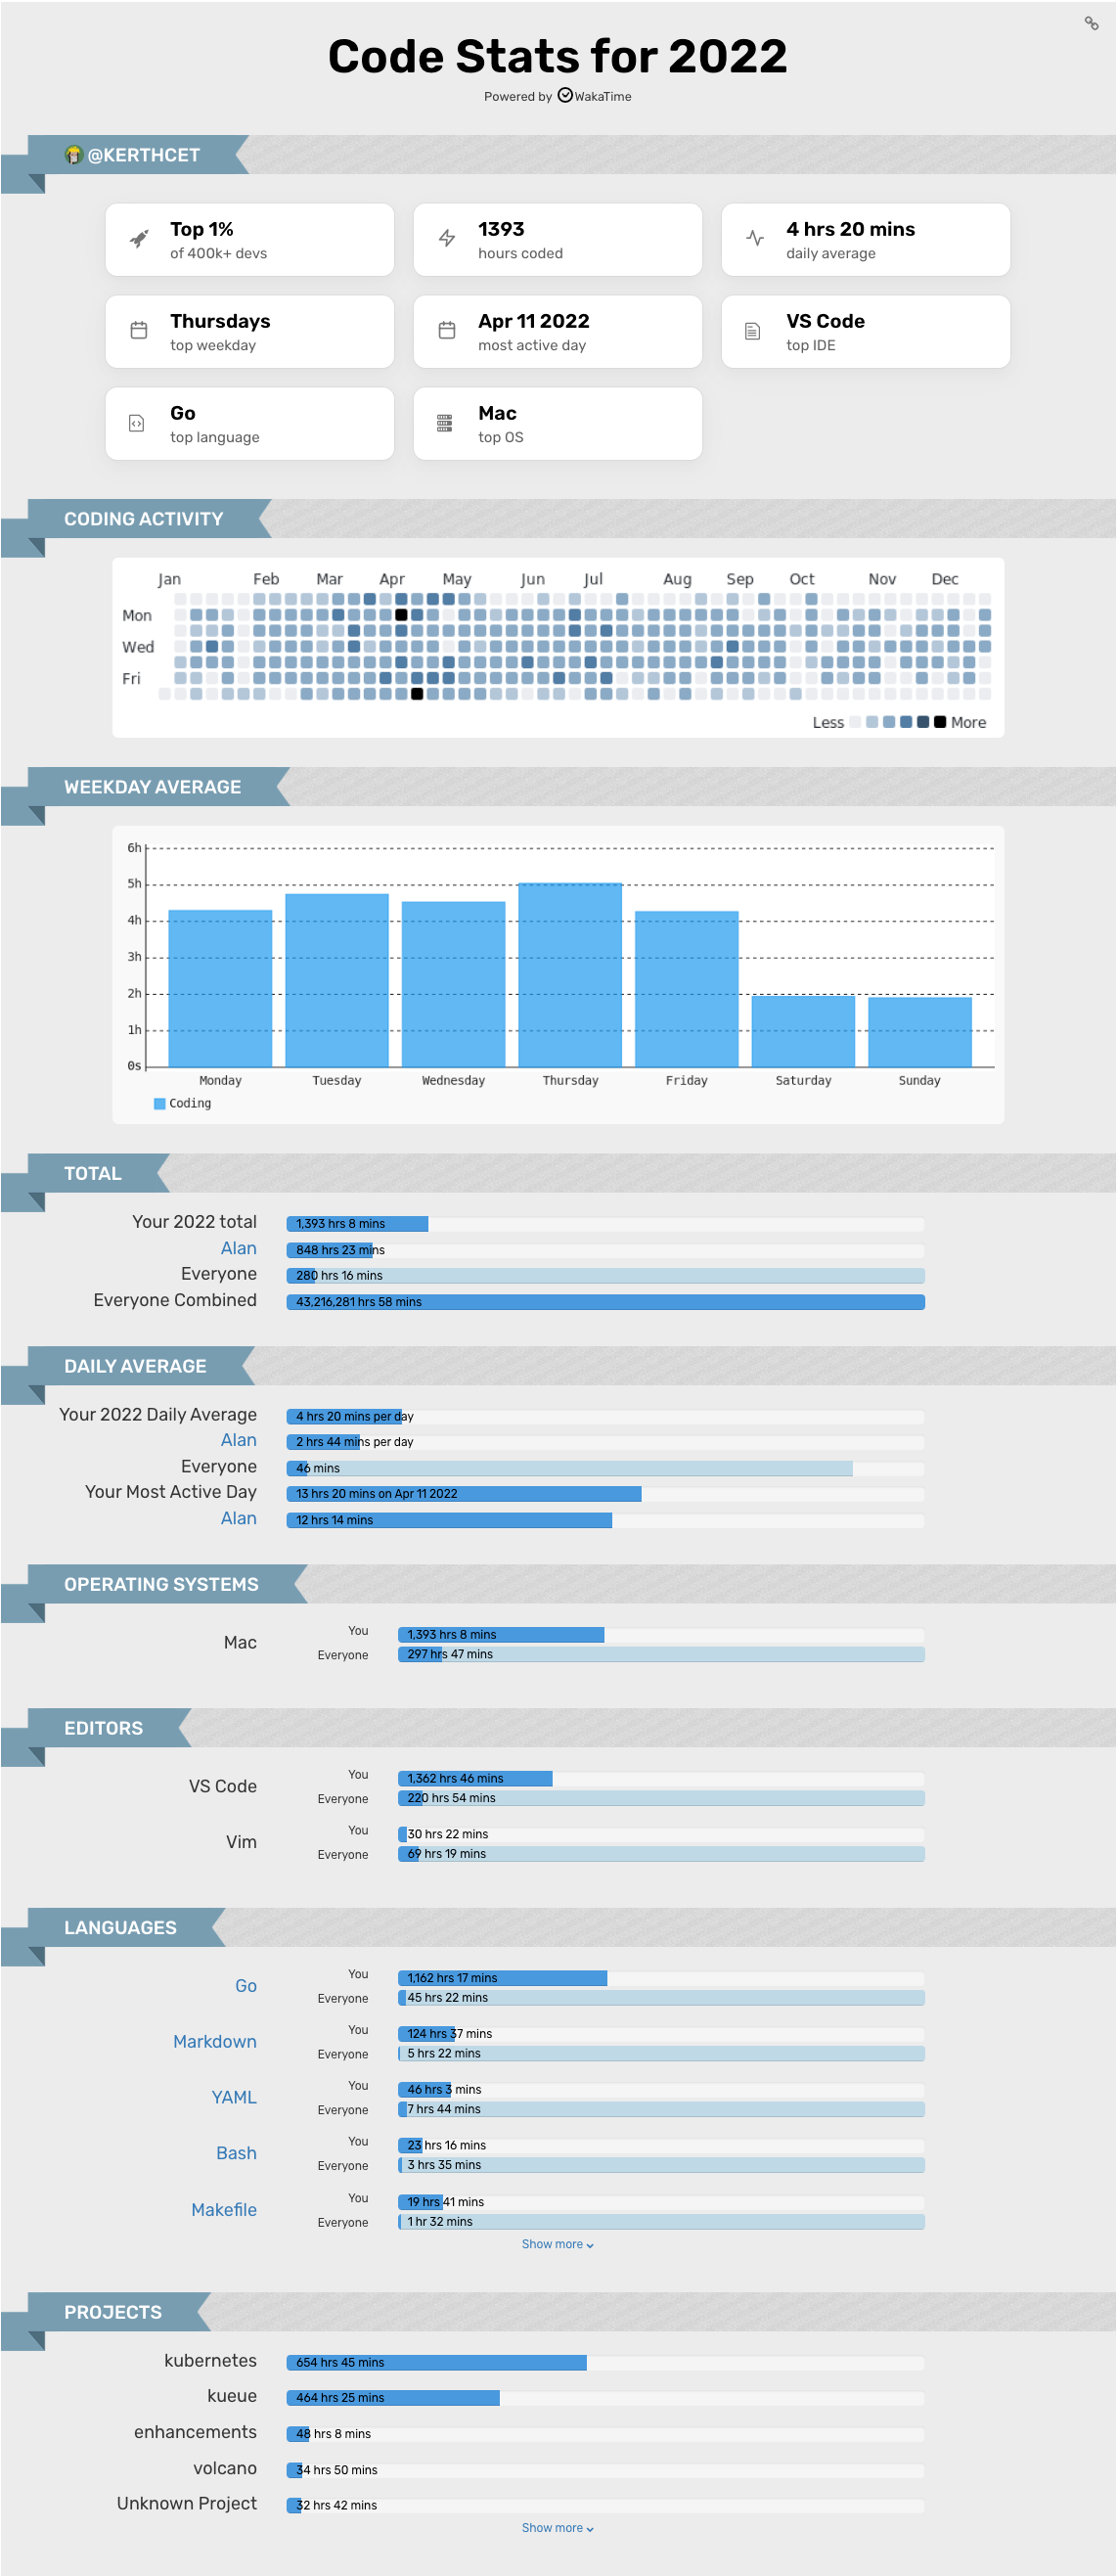 Code Stats for 2022
Powered by WakaTime
@KERTHCET
Top 1%
of 400k+ devs
1393
hours coded
4 hrs 20 mins
daily average
Thursdays
top weekday
Apr 11 2022
most active day
VS Code
top IDE
Go
top language
Mac
top OS
CODING ACTIVITY
Jan Feb Mar Apr May Jun Jul Aug Sep Oct Nov Dec
Mon
Wed
Fri
Less More
WEEKDAY AVERAGE
6h
5h
4h
3h
2h
1h
0s
Monday Tuesday Wednesday Thursday Friday Saturday Sunday
Coding
TOTAL
Your 2022 total 1,393 hrs 8 mins
Alan 848 hrs 23 mins
Everyone 280 hrs 16 mins
Everyone Combined 43,216,281 hrs 58 mins
DAILY AVERAGE
Your 2022 Daily Average 4 hrs 20 mins per day
Alan 2 hrs 44 mins per day
Everyone 46 mins
Your Most Active Day 13 hrs 20 mins on Apr 11 2022
Alan 12 hrs 14 mins
OPERATING SYSTEMS
Mac
You 1,393 hrs 8 mins
Everyone 297 hrs 47 mins
EDITORS
VS Code
You 1,362 hrs 46 mins
Everyone 220 hrs 54 mins
Vim
You 30 hrs 22 mins
Everyone 69 hrs 19 mins
LANGUAGES
Go
You 1,162 hrs 17 mins
Everyone 45 hrs 22 mins
Markdown
You 124 hrs 37 mins
Everyone 5 hrs 22 mins
YAML
You 46 hrs 3 mins
Everyone 7 hrs 44 mins
Bash
You 23 hrs 16 mins
Everyone 3 hrs 35 mins
Makefile
You 19 hrs 41 mins
Everyone 1 hr 32 mins
Show more
PROJECTS
kubernetes 654 hrs 45 mins
kueue 464 hrs 25 mins
enhancements 48 hrs 8 mins
volcano 34 hrs 50 mins
Unknown Project 32 hrs 42 mins
Show more